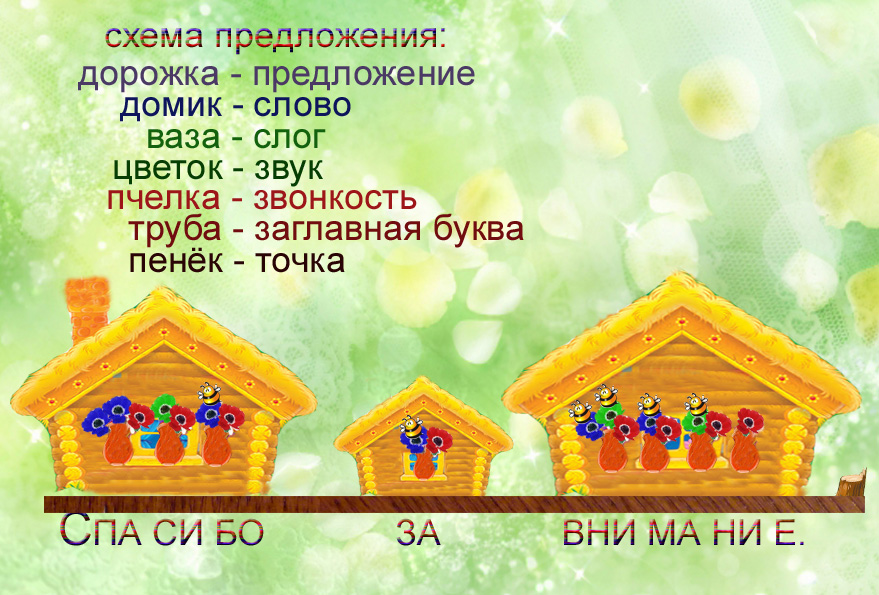 схема предложения:
дорожка - предложение
домик - слово
ваза - слог
цветок - звук
пчелка - звонкость
труба - заглавная буква
пенёк - точка
СПА СИ БО ЗА ВНИ МА НИ Е.